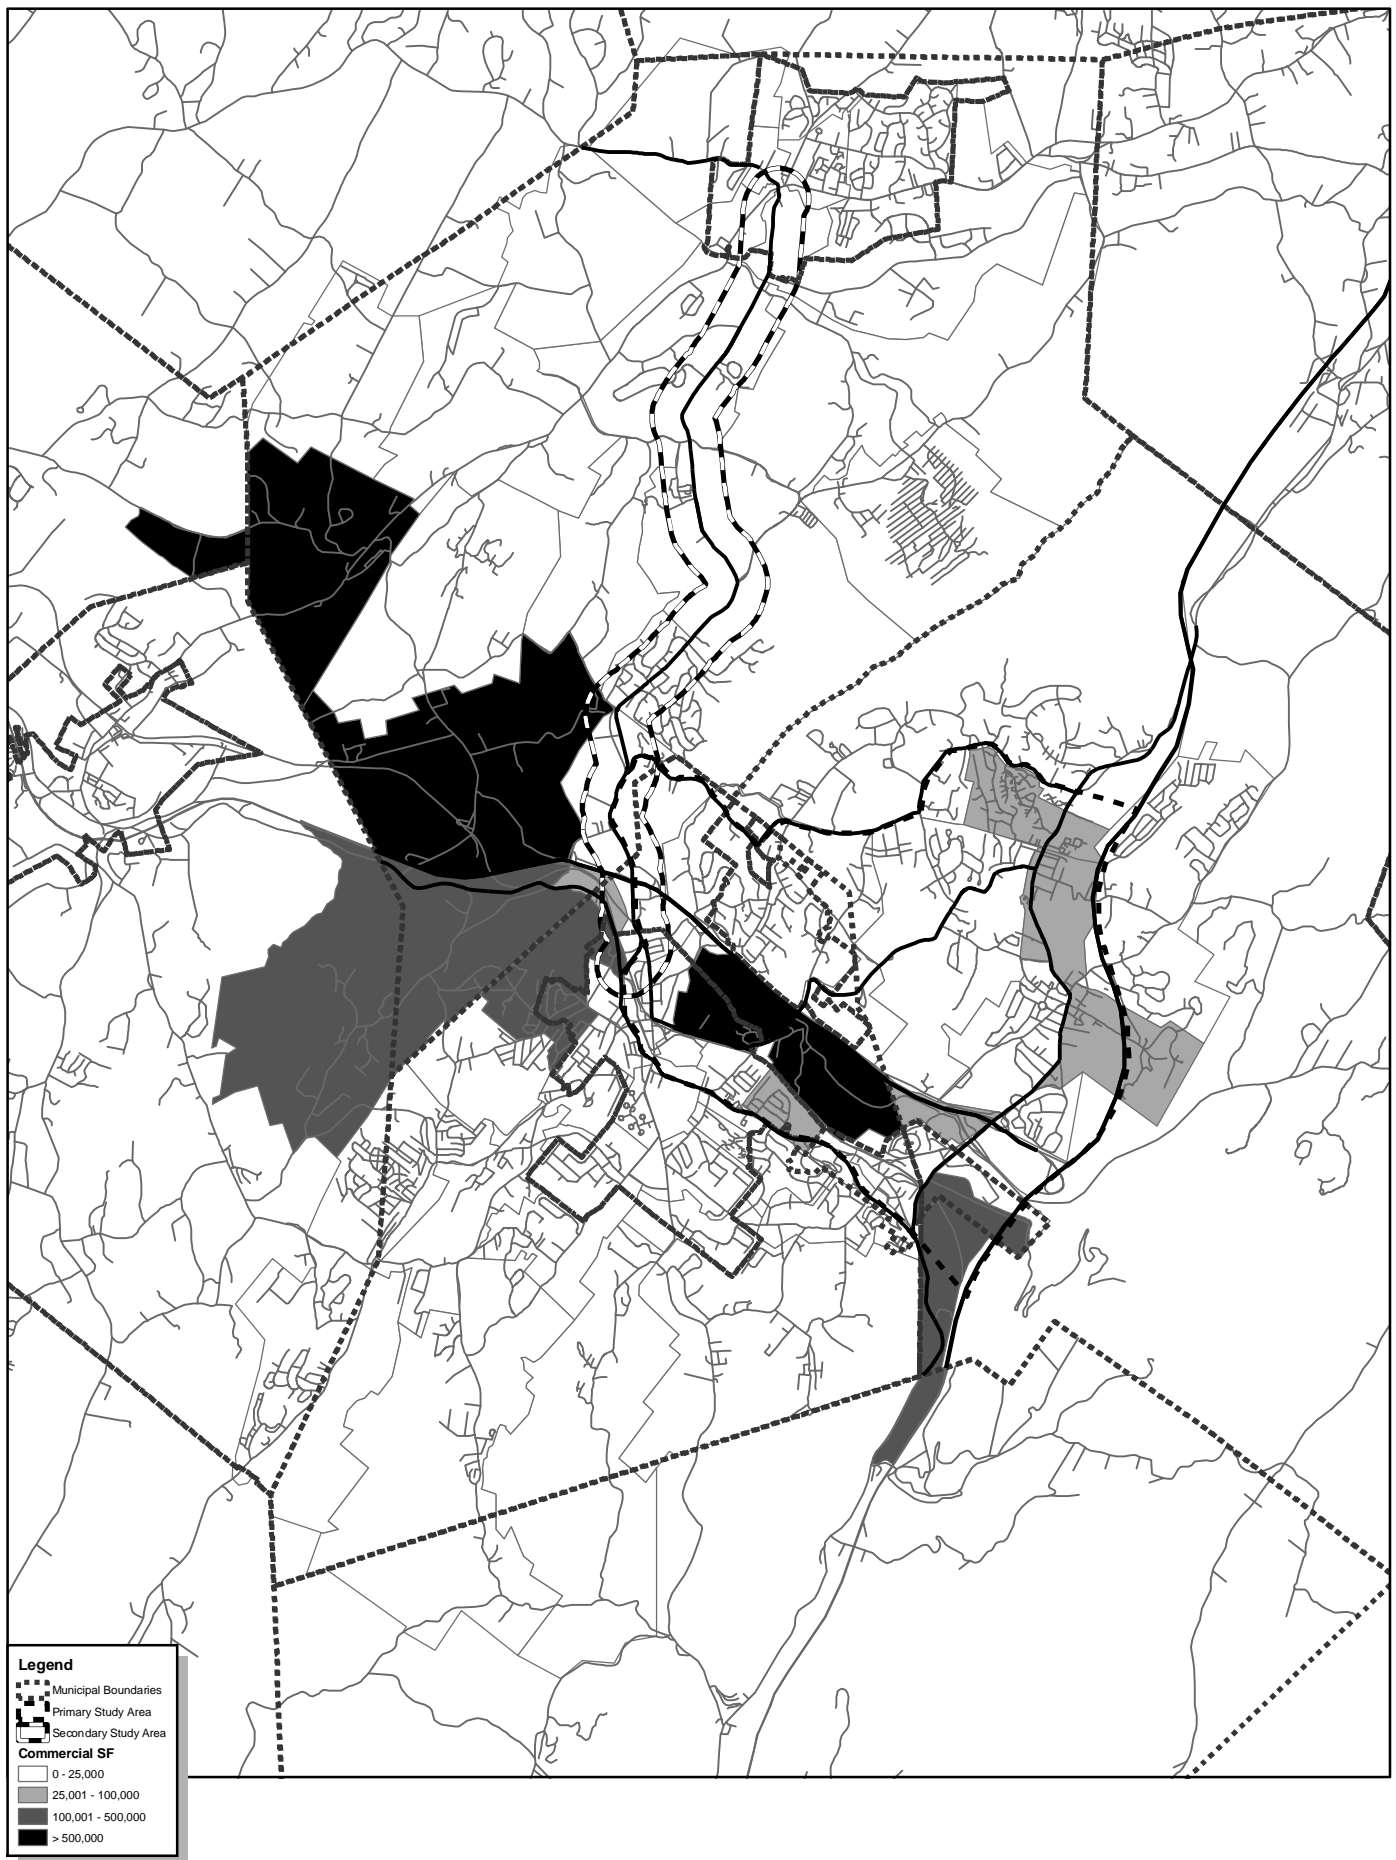 Legend
Municipal Boundaries
Primary Study Area
Secondary Study Area
Commercial SF
0 - 25,000
25,001 - 100,000
100,001 - 500,000
> 500,000